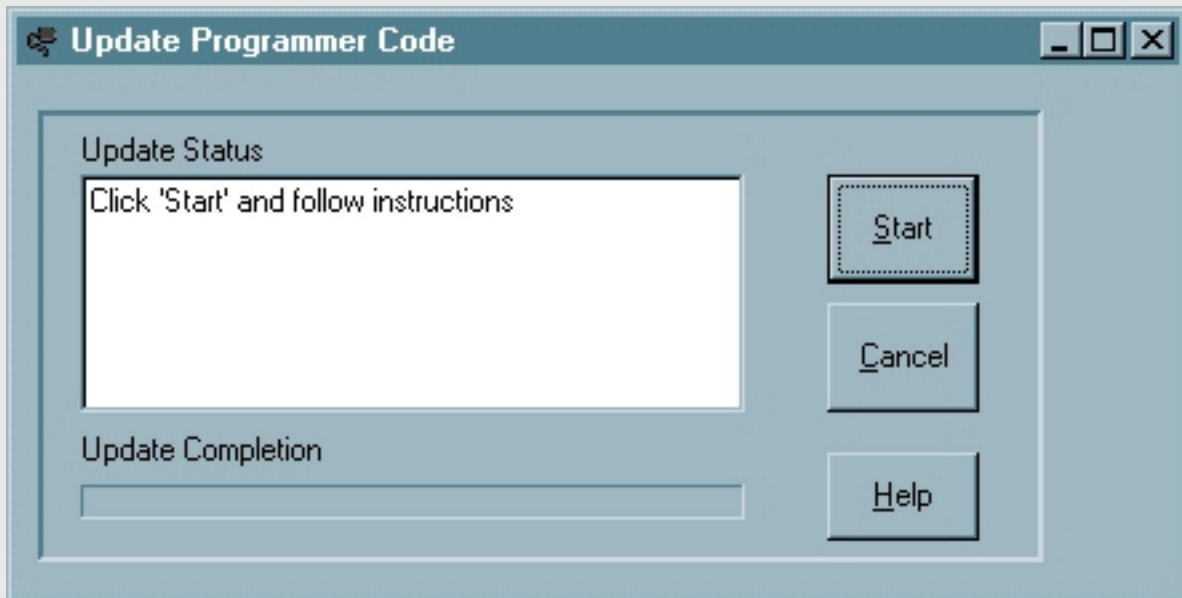 Update Programmer Code
Update Status
Click 'Start' and follow instructions
Start
Cancel
Update Completion
Help